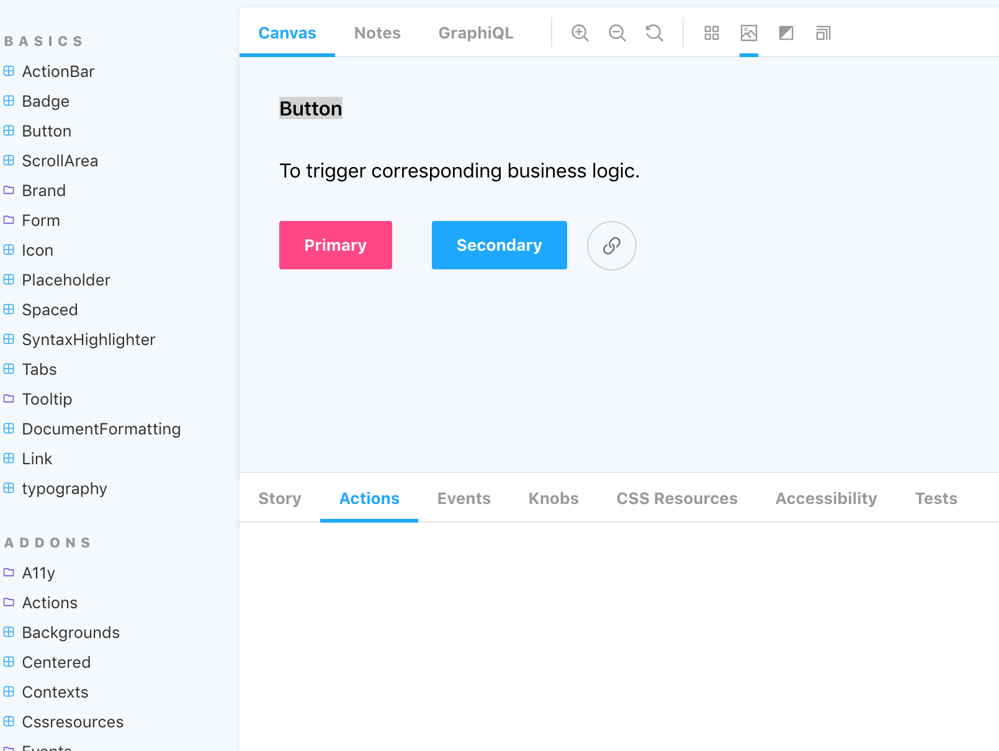 BASICS
ActionBar
Badge
Button
ScrollArea
Brand
Form
Icon
Placeholder
Spaced
SyntaxHighlighter
Tabs
Tooltip
DocumentFormatting
Link
typography
ADDONS
A11y
Actions
Backgrounds
Centered
Contexts
Cssresources
Events
Canvas Notes GraphiQL
Button
To trigger corresponding business logic.
Primary Secondary
Story Actions Events Knobs CSS Resources Accessibility Tests